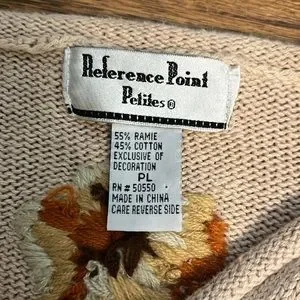 Reference Point
Petites ®
55% RAMIE
45% COTTON
EXCLUSIVE OF
DECORATION
PL
RN # 50550
MADE IN CHINA
CARE REVERSE SIDE